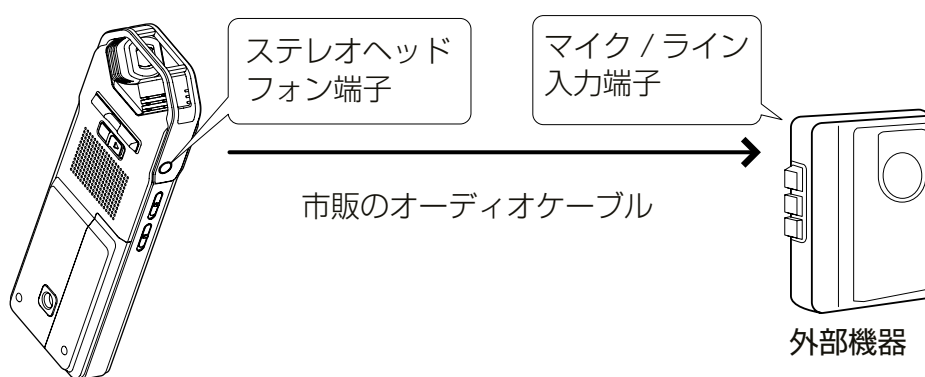 ステレオヘッド
フォン端子
マイク / ライン
入力端子
市販のオーディオケーブル
外部機器